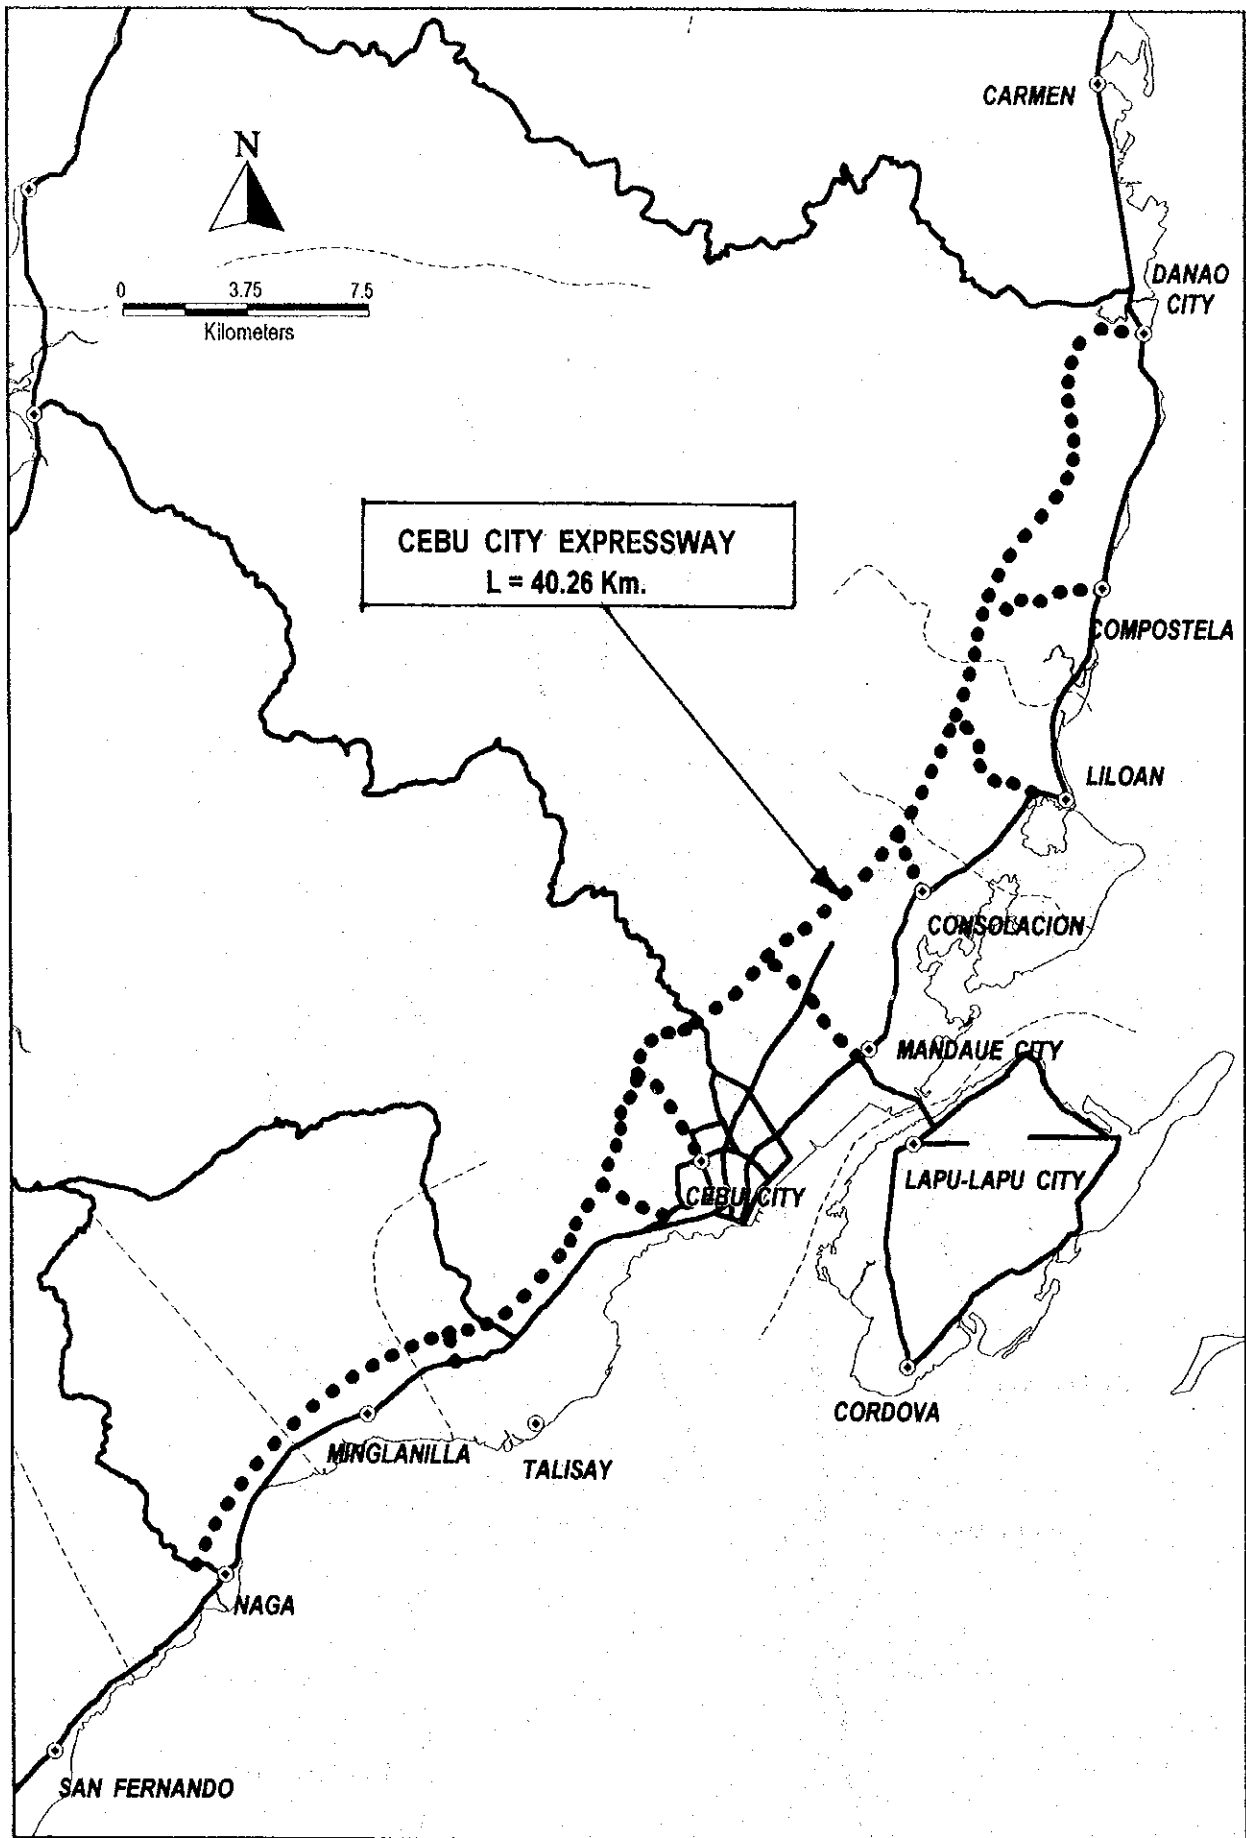 CARMEN
N
DANAO
CITY
0 3.75 7.5
Kilometers
CEBU CITY EXPRESSWAY
L = 40.26 Km.
COMPOSTELA
LILOAN
CONSOLACION
MANDAUE CITY
LAPU-LAPU CITY
CEBU CITY
CORDOVA
MINGLANILLA
TALISAY
NAGA
SAN FERNANDO